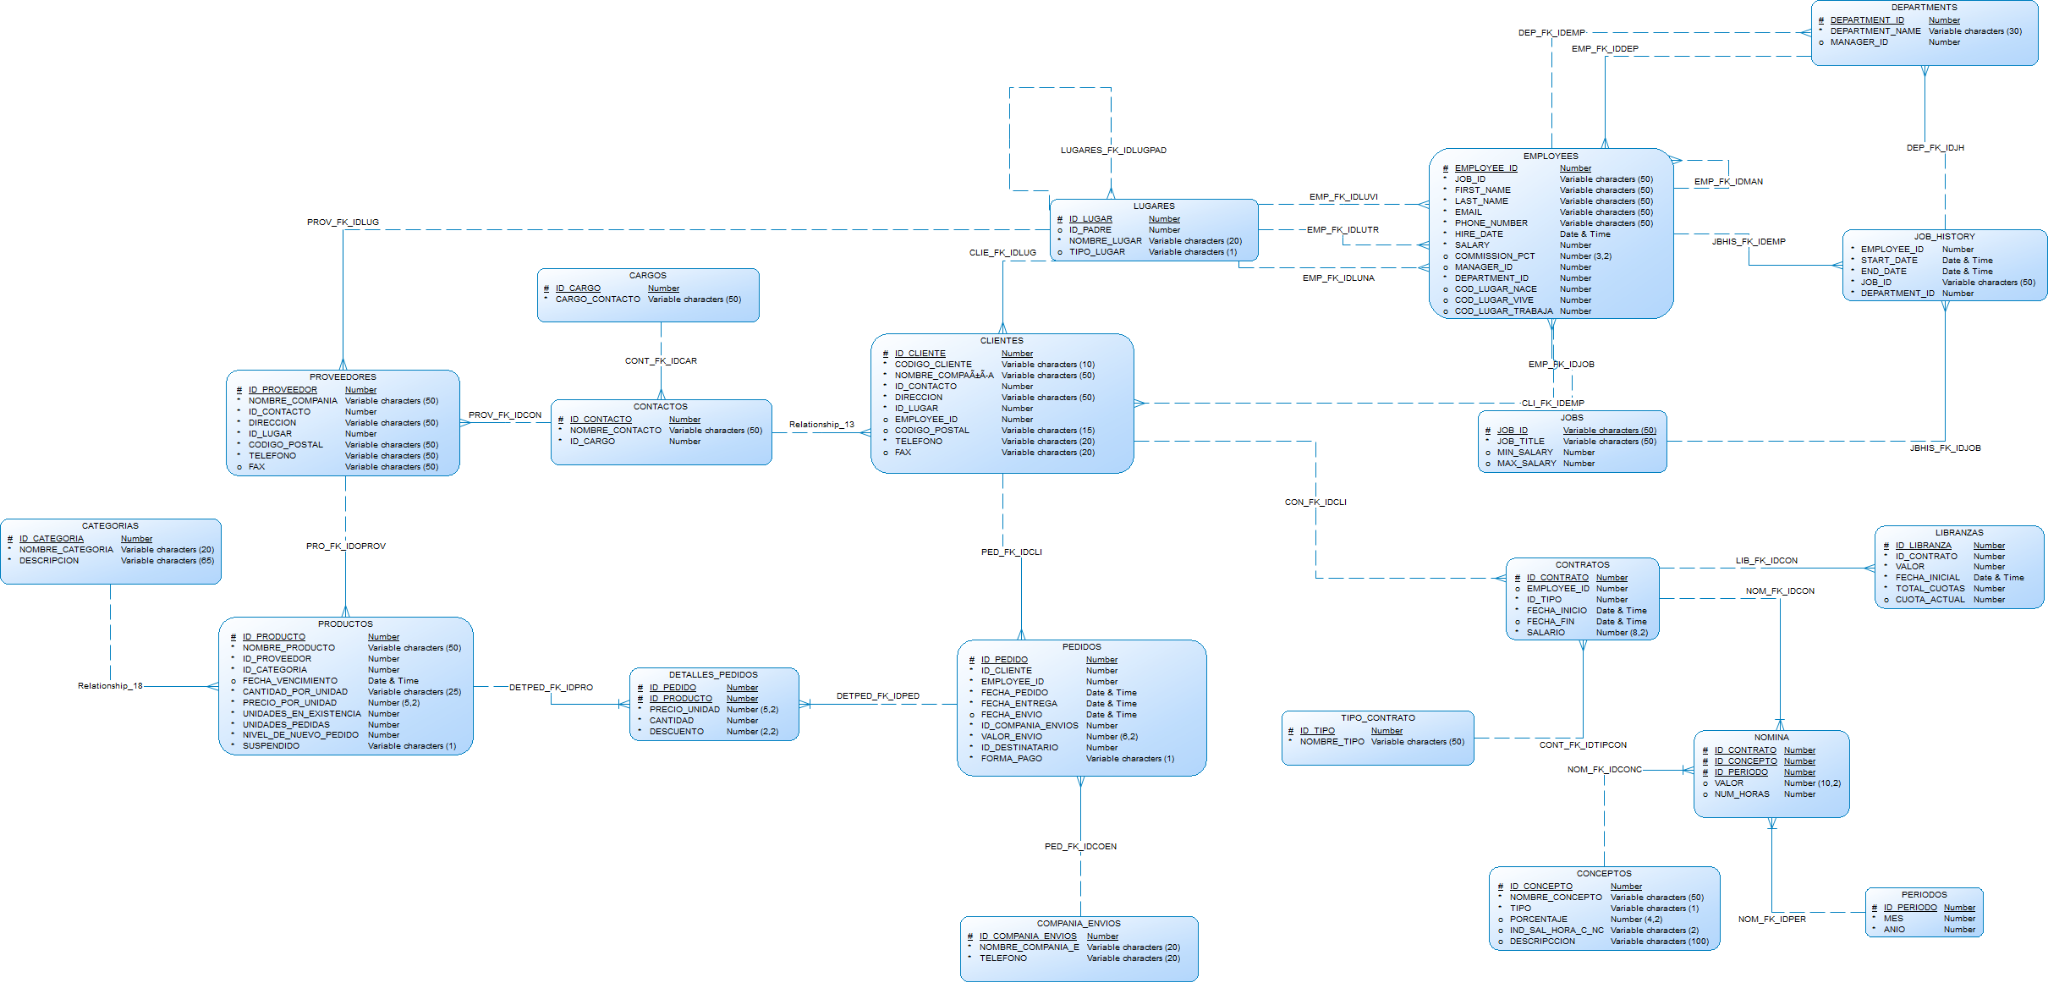 DEPARTMENTS
# DEPARTMENT_ID Number
* DEPARTMENT_NAME Variable characters (30)
o MANAGER_ID Number
DEP_FK_IDEMP
EMP_FK_IDDEP
DEP_FK_IDJH
LUGARES_FK_IDLUGPAD
EMPLOYEES
# EMPLOYEE_ID Number
* JOB_ID Variable characters (50)
* FIRST_NAME Variable characters (50)
* LAST_NAME Variable characters (50)
* EMAIL Variable characters (50)
* PHONE_NUMBER Variable characters (50)
* HIRE_DATE Date & Time
* SALARY Number
o COMMISSION_PCT Number (3,2)
o MANAGER_ID Number
* DEPARTMENT_ID Number
o COD_LUGAR_NACE Number
o COD_LUGAR_VIVE Number
o COD_LUGAR_TRABAJA Number
EMP_FK_IDMAN
JBHIS_FK_IDEMP
JOB_HISTORY
* EMPLOYEE_ID Number
* START_DATE Date & Time
* END_DATE Date & Time
* JOB_ID Variable characters (50)
* DEPARTMENT_ID Number
LUGARES
# ID_LUGAR Number
o ID_PADRE Number
* NOMBRE_LUGAR Variable characters (20)
o TIPO_LUGAR Variable characters (1)
EMP_FK_IDLUVI
EMP_FK_IDLUTR
EMP_FK_IDLUNA
PROV_FK_IDLUG
CLIE_FK_IDLUG
CARGOS
# ID_CARGO Number
* CARGO_CONTACTO Variable characters (50)
CONT_FK_IDCAR
CLIENTES
# ID_CLIENTE Number
* CODIGO_CLIENTE Variable characters (10)
* NOMBRE_COMPAÃ±Ã-A Variable characters (50)
* ID_CONTACTO Number
* DIRECCION Variable characters (50)
* ID_LUGAR Number
o EMPLOYEE_ID Number
o CODIGO_POSTAL Variable characters (15)
* TELEFONO Variable characters (20)
o FAX Variable characters (20)
EMP_FK_IDJOB
CLI_FK_IDEMP
JOBS
# JOB_ID Variable characters (50)
* JOB_TITLE Variable characters (50)
o MIN_SALARY Number
o MAX_SALARY Number
JBHIS_FK_IDJOB
PROVEEDORES
# ID_PROVEEDOR Number
* NOMBRE_COMPANIA Variable characters (50)
* ID_CONTACTO Number
* DIRECCION Variable characters (50)
* ID_LUGAR Number
* CODIGO_POSTAL Variable characters (50)
* TELEFONO Variable characters (50)
o FAX Variable characters (50)
PROV_FK_IDCON
CONTACTOS
# ID_CONTACTO Number
* NOMBRE_CONTACTO Variable characters (50)
* ID_CARGO Number
Relationship_13
CON_FK_IDCLI
PED_FK_IDCLI
PRO_FK_IDOPROV
CATEGORIAS
# ID_CATEGORIA Number
* NOMBRE_CATEGORIA Variable characters (20)
* DESCRIPCION Variable characters (65)
Relationship_18
PRODUCTOS
# ID_PRODUCTO Number
* NOMBRE_PRODUCTO Variable characters (50)
* ID_PROVEEDOR Number
* ID_CATEGORIA Number
o FECHA_VENCIMIENTO Date & Time
* CANTIDAD_POR_UNIDAD Variable characters (25)
* PRECIO_POR_UNIDAD Number (5,2)
* UNIDADES_EN_EXISTENCIA Number
* UNIDADES_PEDIDAS Number
* NIVEL_DE_NUEVO_PEDIDO Number
* SUSPENDIDO Variable characters (1)
DETPED_FK_IDPRO
DETALLES_PEDIDOS
# ID_PEDIDO Number
# ID_PRODUCTO Number
* PRECIO_UNIDAD Number (5,2)
* CANTIDAD Number
* DESCUENTO Number (2,2)
DETPED_FK_IDPED
PEDIDOS
# ID_PEDIDO Number
* ID_CLIENTE Number
* EMPLOYEE_ID Number
* FECHA_PEDIDO Date & Time
* FECHA_ENTREGA Date & Time
o FECHA_ENVIO Date & Time
* ID_COMPANIA_ENVIOS Number
* VALOR_ENVIO Number (6,2)
* ID_DESTINATARIO Number
* FORMA_PAGO Variable characters (1)
PED_FK_IDCOEN
COMPANIA_ENVIOS
# ID_COMPANIA_ENVIOS Number
* NOMBRE_COMPANIA_E Variable characters (20)
* TELEFONO Variable characters (20)
CONTRATOS
# ID_CONTRATO Number
o EMPLOYEE_ID Number
* ID_TIPO Number
* FECHA_INICIO Date & Time
o FECHA_FIN Date & Time
* SALARIO Number (8,2)
LIB_FK_IDCON
NOM_FK_IDCON
LIBRANZAS
# ID_LIBRANZA Number
* ID_CONTRATO Number
* VALOR Number
* FECHA_INICIAL Date & Time
* TOTAL_CUOTAS Number
o CUOTA_ACTUAL Number
TIPO_CONTRATO
# ID_TIPO Number
* NOMBRE_TIPO Variable characters (50)
CONT_FK_IDTIPCON
NOM_FK_IDCONC
NOMINA
# ID_CONTRATO Number
# ID_CONCEPTO Number
# ID_PERIODO Number
o VALOR Number (10,2)
o NUM_HORAS Number
CONCEPTOS
# ID_CONCEPTO Number
* NOMBRE_CONCEPTO Variable characters (50)
* TIPO Variable characters (1)
o PORCENTAJE Number (4,2)
o IND_SAL_HORA_C_NC Variable characters (2)
o DESCRIPCCION Variable characters (100)
NOM_FK_IDPER
PERIODOS
# ID_PERIODO Number
* MES Number
* ANIO Number